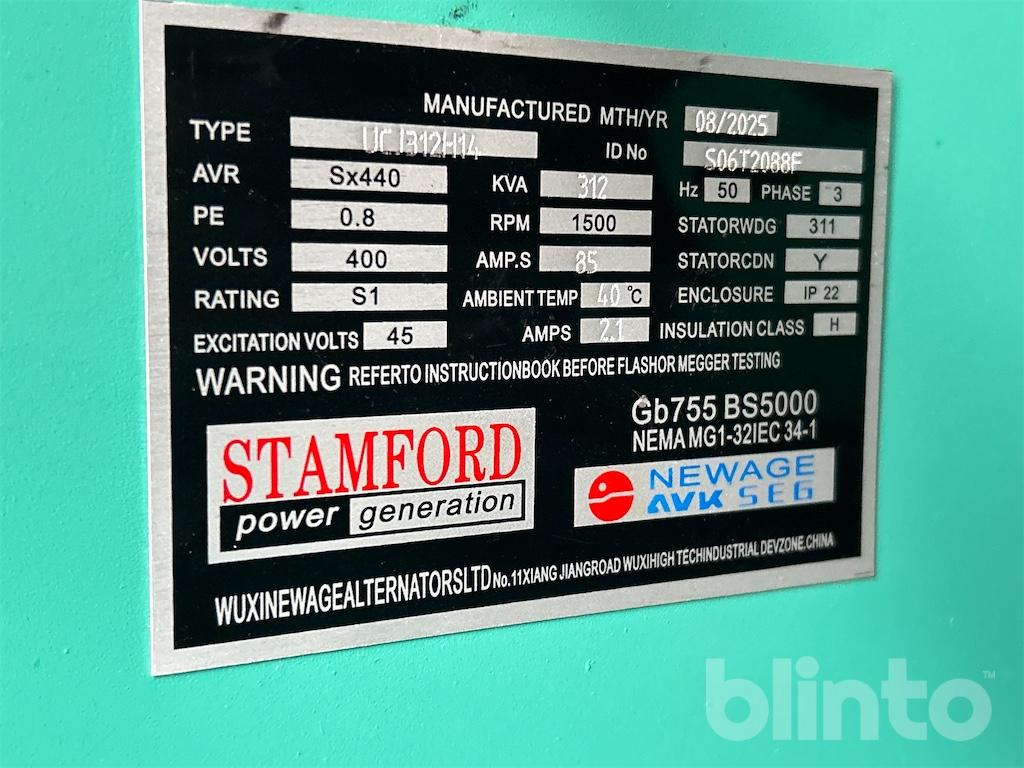 MANUFACTURED MTH/YR 08/2025
TYPE UCJ312H14 ID No S06T2088F
AVR Sx440 KVA 312 Hz 50 PHASE 3
PE 0.8 RPM 1500 STATORWDG 311
VOLTS 400 AMP.S 85 STATORCDN Y
RATING S1 AMBIENT TEMP 40 °C ENCLOSURE IP 22
EXCITATION VOLTS 45 AMPS 2.1 INSULATION CLASS H
WARNING REFERTO INSTRUCTIONBOOK BEFORE FLASHOR MEGGER TESTING
Gb755 BS5000
NEMA MG1-32IEC 34-1
STAMFORD
power generation
NEWAGE
AVK SEG
WUXINEWAGEALTERNATORSLTD No.11XIANG JIANGROAD WUXIHIGH TECHINDUSTRIAL DEVZONE.CHINA
blinto™